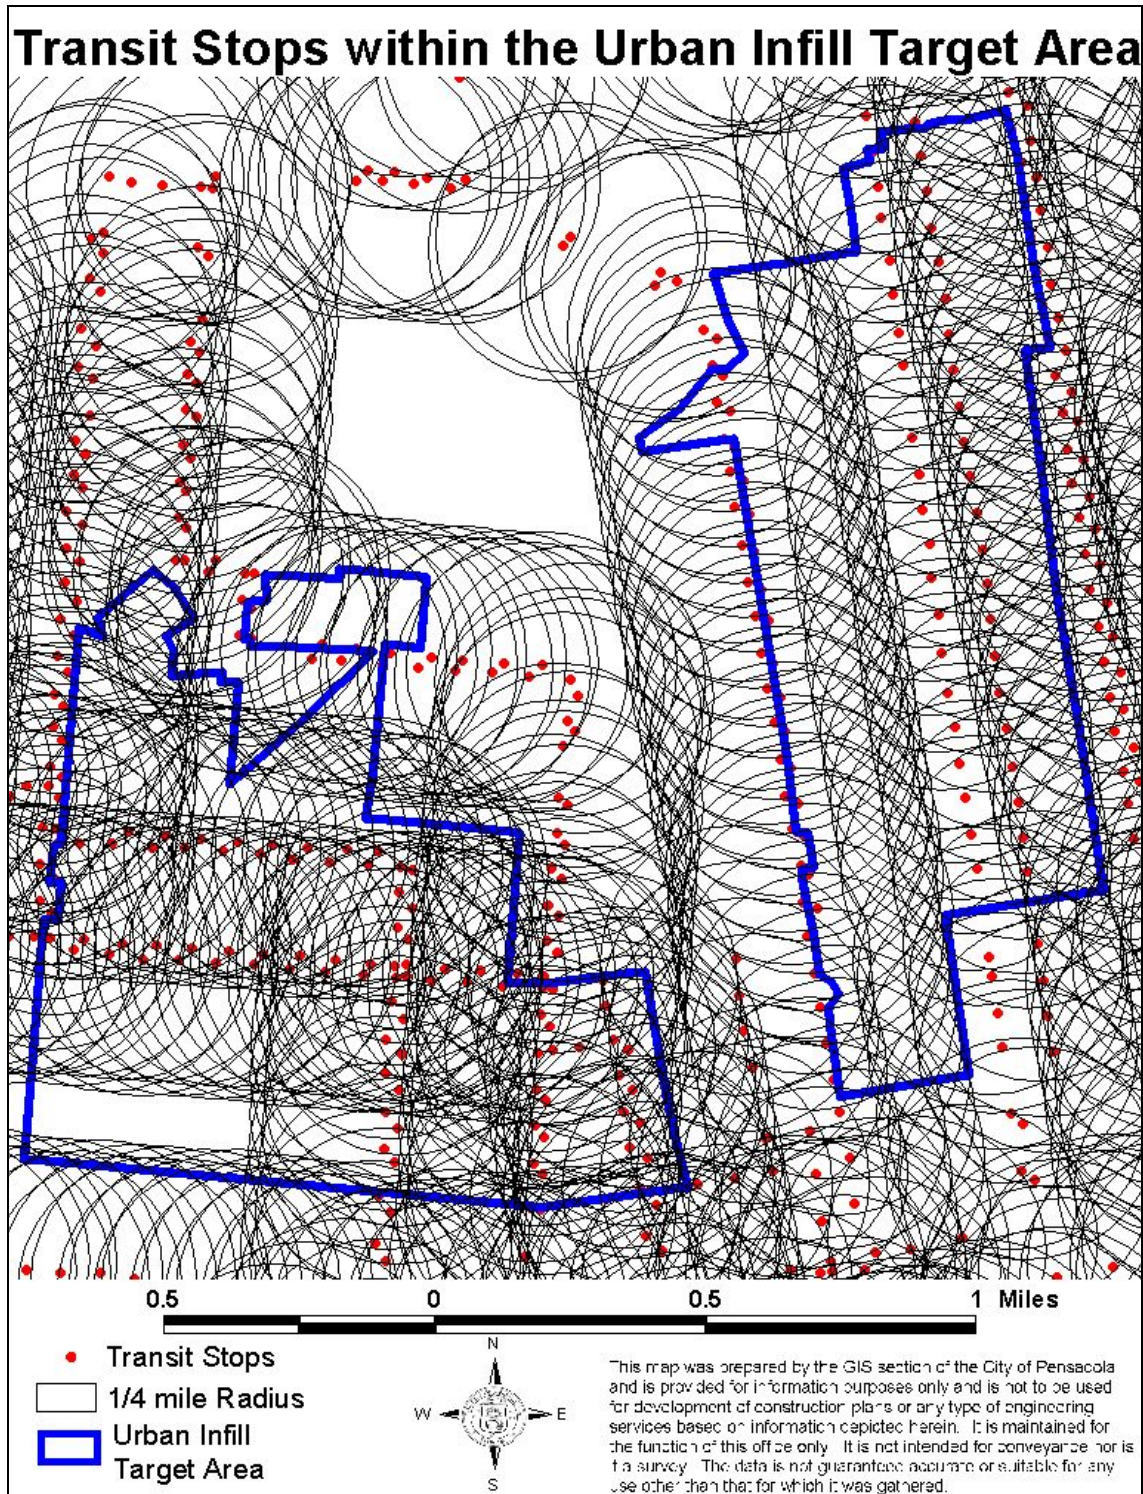 Transit Stops within the Urban Infill Target Area
0.5 0 0.5 1 Miles
Transit Stops
1/4 mile Radius
Urban Infill
Target Area
N
W E
S
This map was prepared by the GIS section of the City of Pensacola
and is provided for information purposes only and is not to be used
for development of construction plans or any type of engineering
services based on information depicted herein. It is maintained for
the function of this office only. It is not intended for conveyance nor is
it a survey. The data is not guaranteed accurate or suitable for any
use other than that for which it was gathered.